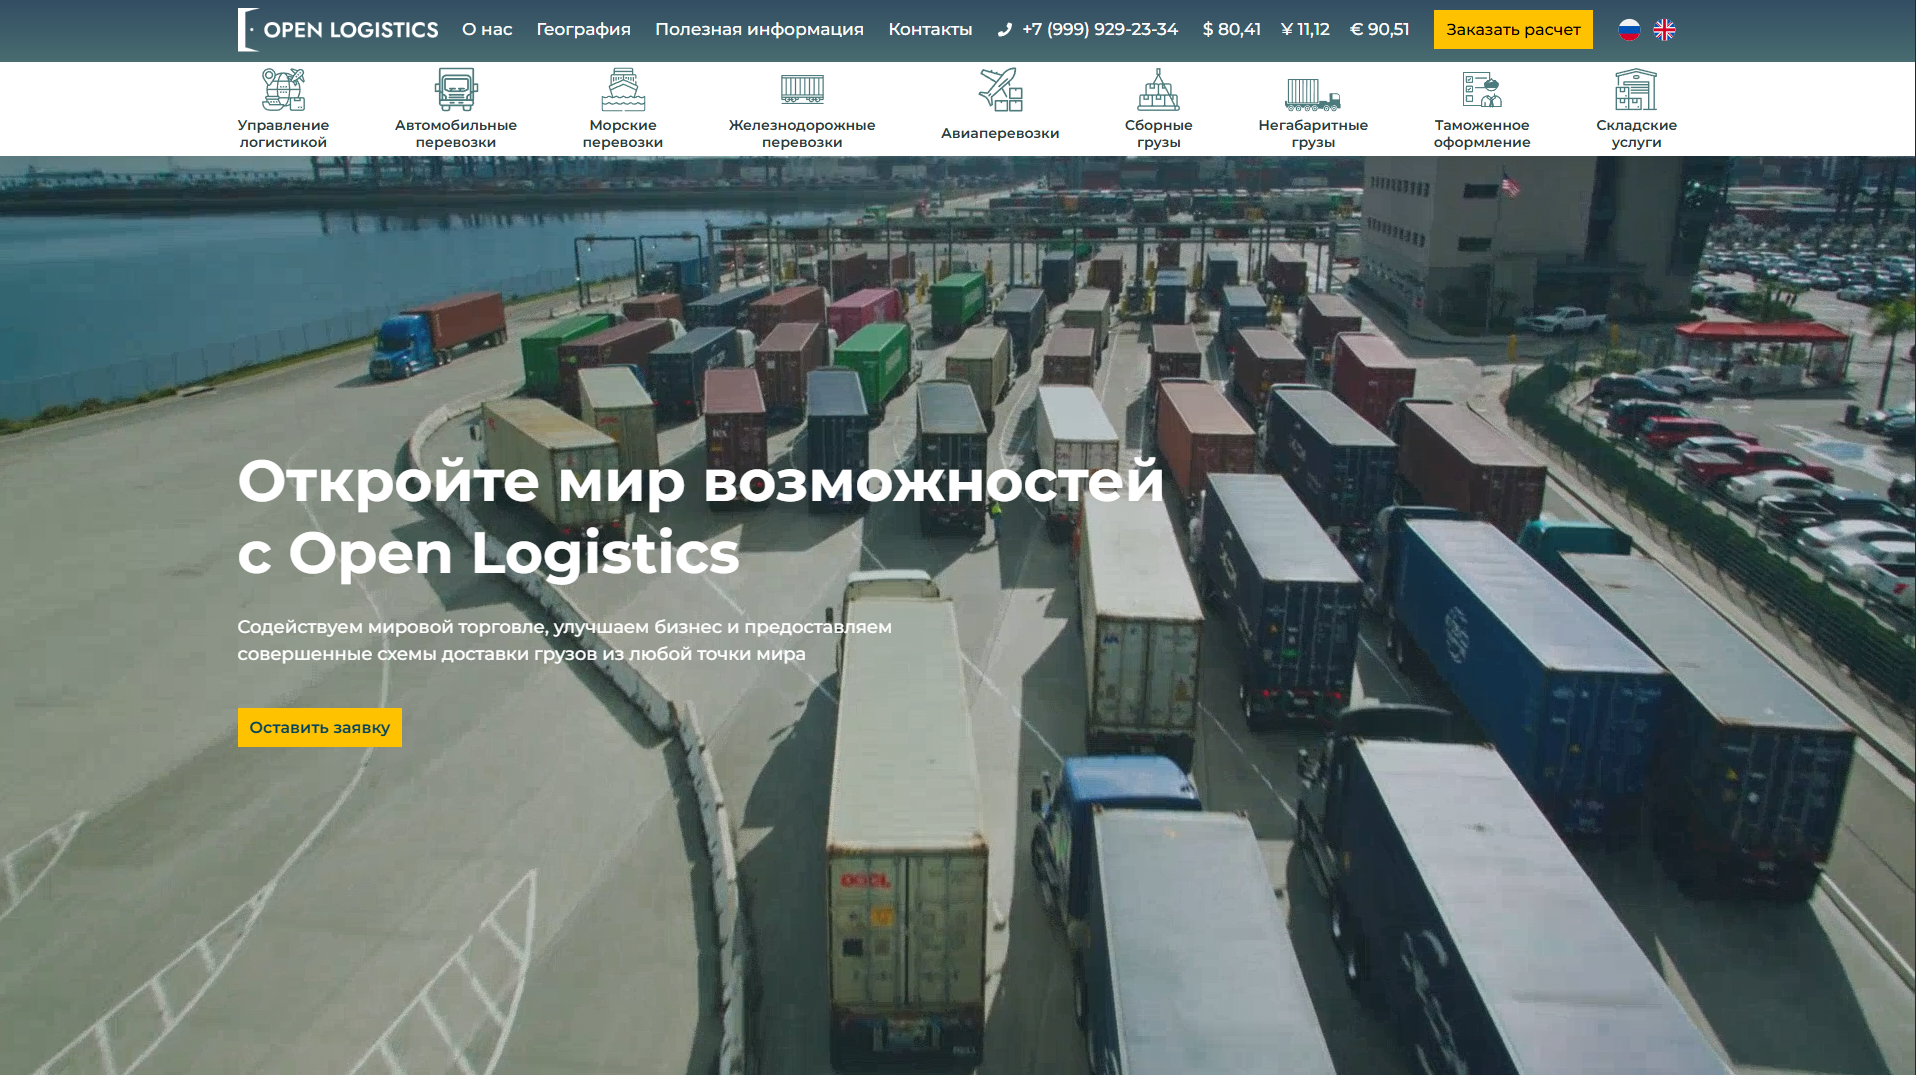 OPEN LOGISTICS
О нас
География
Полезная информация
Контакты
+7 (999) 929-23-34
$ 80,41
¥ 11,12
€ 90,51
Заказать расчет
Управление
логистикой
Автомобильные
перевозки
Морские
перевозки
Железнодорожные
перевозки
Авиаперевозки
Сборные
грузы
Негабаритные
грузы
Таможенное
оформление
Складские
услуги
Откройте мир возможностей
с Open Logistics
Содействуем мировой торговле, улучшаем бизнес и предоставляем
совершенные схемы доставки грузов из любой точки мира
Оставить заявку